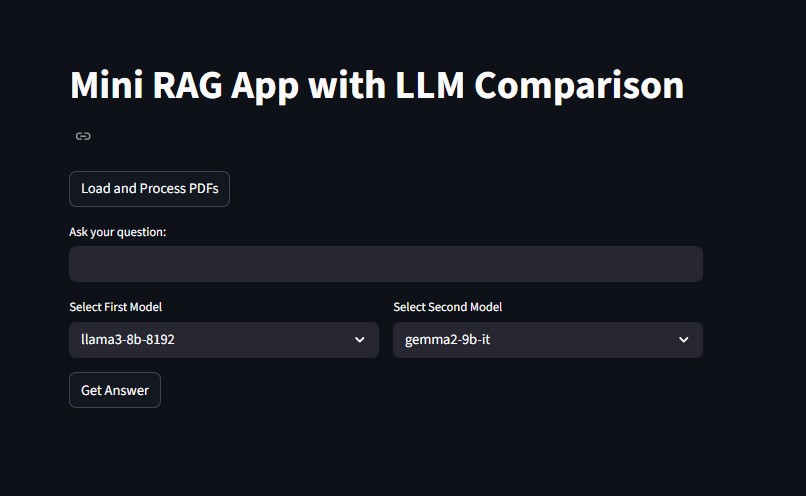 Mini RAG App with LLM Comparison
Load and Process PDFs
Ask your question:
Select First Model
Select Second Model
llama3-8b-8192
gemma2-9b-it
Get Answer